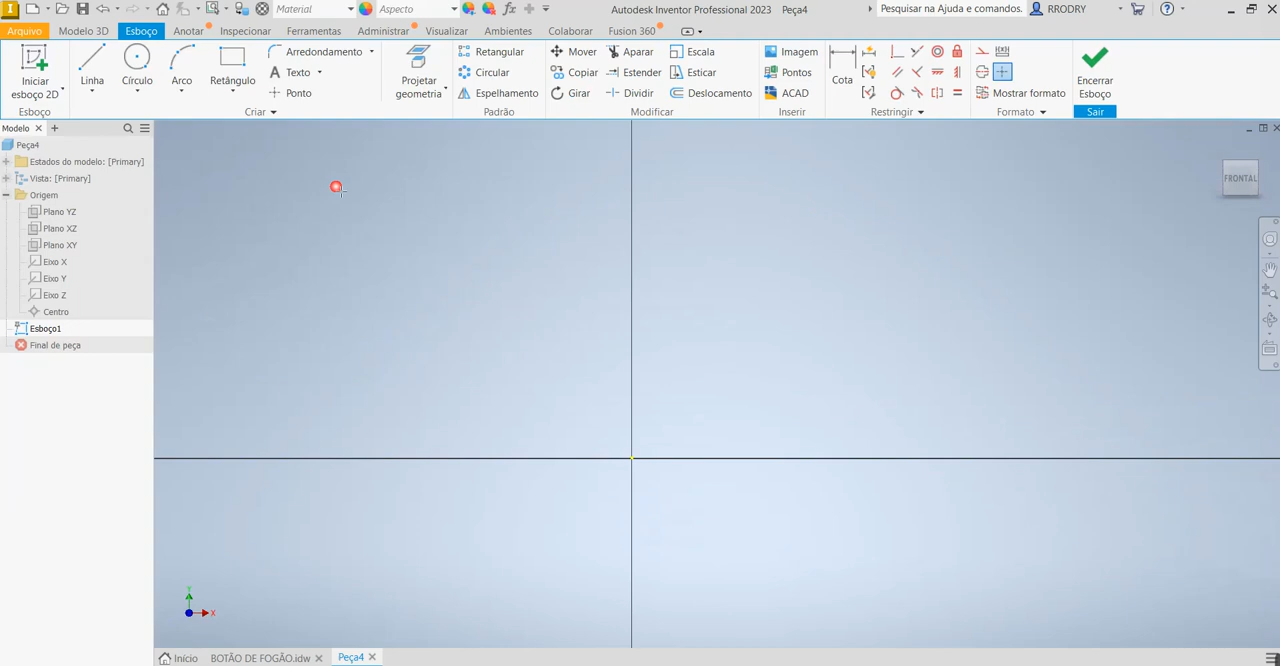 Material Aspecto fx Autodesk Inventor Professional 2023 Peça4 Pesquisar na Ajuda e comandos. RRODRY
Arquivo Modelo 3D Esboço Anotar Inspecionar Ferramentas Administrar Visualizar Ambientes Colaborar Fusion 360
Iniciar
esboço 2D
Linha
Círculo
Arco
Retângulo
Arredondamento
Texto
Ponto
Projetar
geometria
Retangular
Circular
Espelhamento
Mover
Copiar
Girar
Aparar
Estender
Dividir
Escala
Esticar
Deslocamento
Imagem
Pontos
ACAD
Cota
Mostrar formato
Encerrar
Esboço
Esboço Criar Padrão Modificar Inserir Restringir Formato Sair
Modelo
Peça4
Estados do modelo: [Primary]
Vista: [Primary]
Origem
Plano YZ
Plano XZ
Plano XY
Eixo X
Eixo Y
Eixo Z
Centro
Esboço1
Final de peça
FRONTAL
Y
X
Início BOTÃO DE FOGÃO.idw Peça4